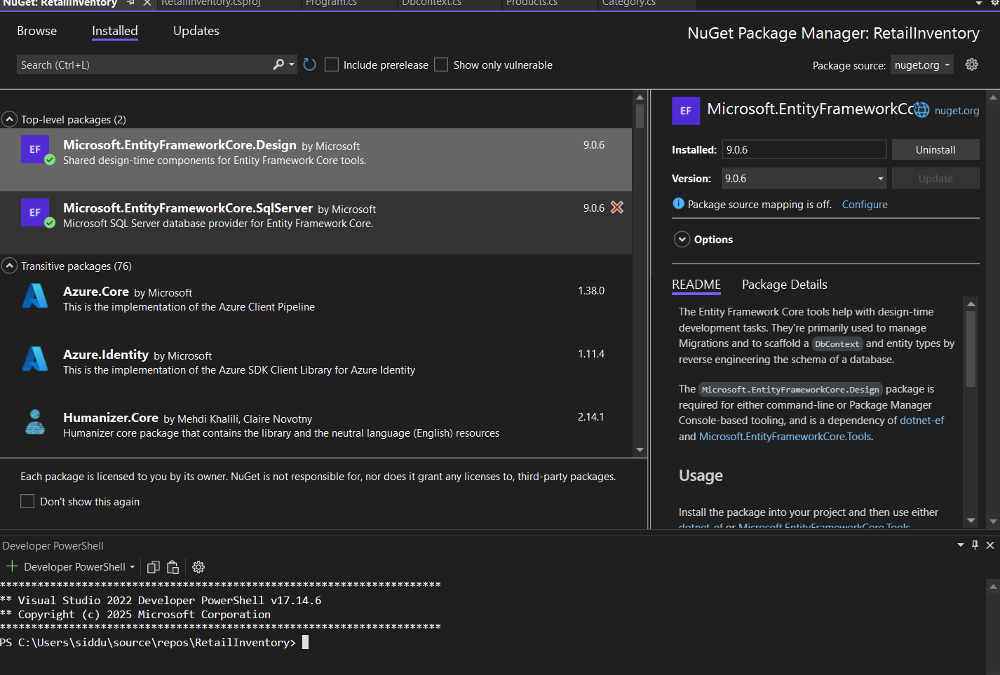 NuGet: RetailInventory
RetailInventory.csproj
Program.cs
Dbcontext.cs
Products.cs
Category.cs
Browse
Installed
Updates
NuGet Package Manager: RetailInventory
Search (Ctrl+L)
Include prerelease
Show only vulnerable
Package source:
nuget.org
Top-level packages (2)
EF
Microsoft.EntityFrameworkCore.Design by Microsoft
9.0.6
Shared design-time components for Entity Framework Core tools.
EF
Microsoft.EntityFrameworkCore.SqlServer by Microsoft
9.0.6
Microsoft SQL Server database provider for Entity Framework Core.
Transitive packages (76)
Azure.Core by Microsoft
1.38.0
This is the implementation of the Azure Client Pipeline
Azure.Identity by Microsoft
1.11.4
This is the implementation of the Azure SDK Client Library for Azure Identity
Humanizer.Core by Mehdi Khalili, Claire Novotny
2.14.1
Humanizer core package that contains the library and the neutral language (English) resources
Each package is licensed to you by its owner. NuGet is not responsible for, nor does it grant any licenses to, third-party packages.
Don't show this again
EF
Microsoft.EntityFrameworkCo
nuget.org
Installed:
9.0.6
Uninstall
Version:
9.0.6
Update
Package source mapping is off. Configure
Options
README
Package Details
The Entity Framework Core tools help with design-time
development tasks. They're primarily used to manage
Migrations and to scaffold a DbContext and entity types by
reverse engineering the schema of a database.
The Microsoft.EntityFrameworkCore.Design package is
required for either command-line or Package Manager
Console-based tooling, and is a dependency of dotnet-ef
and Microsoft.EntityFrameworkCore.Tools.
Usage
Install the package into your project and then use either
dotnet-ef or Microsoft.EntityFrameworkCore.Tools
Developer PowerShell
Developer PowerShell
**********************************************************************
** Visual Studio 2022 Developer PowerShell v17.14.6
** Copyright (c) 2025 Microsoft Corporation
**********************************************************************
PS C:\Users\siddu\source\repos\RetailInventory>